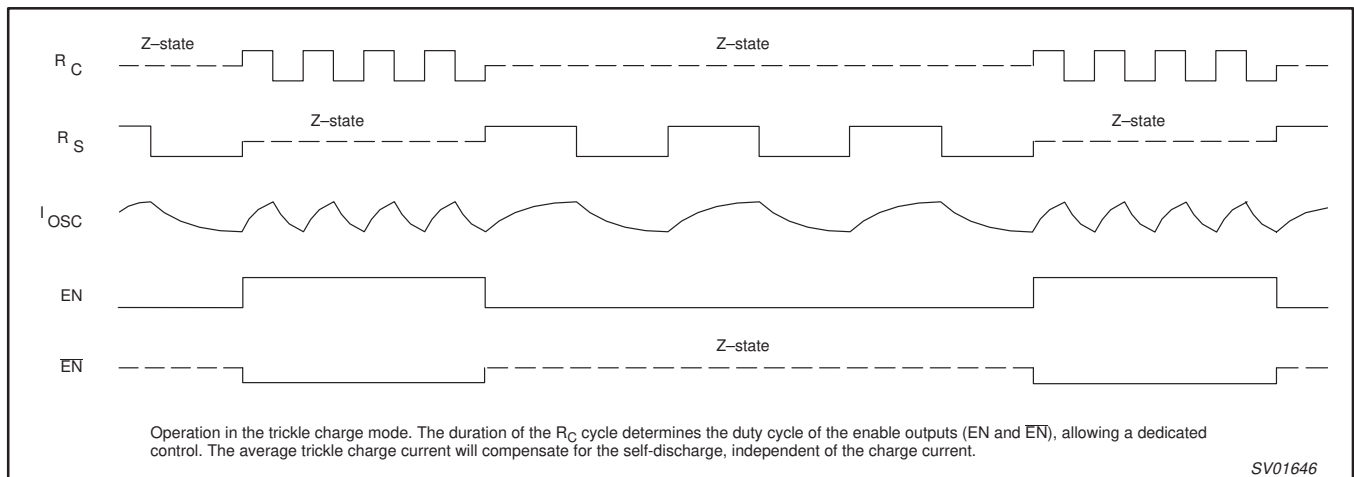 Z–state Z–state
R C
Z–state Z–state
R S
I OSC
EN
Z–state
E̅N̅
Operation in the trickle charge mode. The duration of the RC cycle determines the duty cycle of the enable outputs (EN and E̅N̅), allowing a dedicated
control. The average trickle charge current will compensate for the self-discharge, independent of the charge current.
SV01646